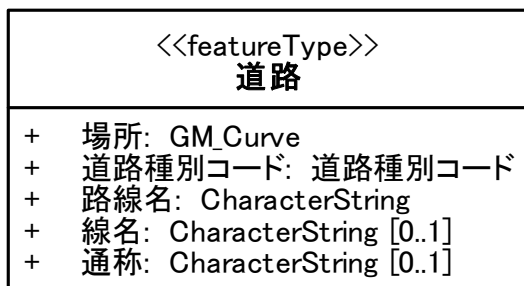 <<featureType>>
道路
+ 場所: GM_Curve
+ 道路種別コード: 道路種別コード
+ 路線名: CharacterString
+ 線名: CharacterString [0..1]
+ 通称: CharacterString [0..1]